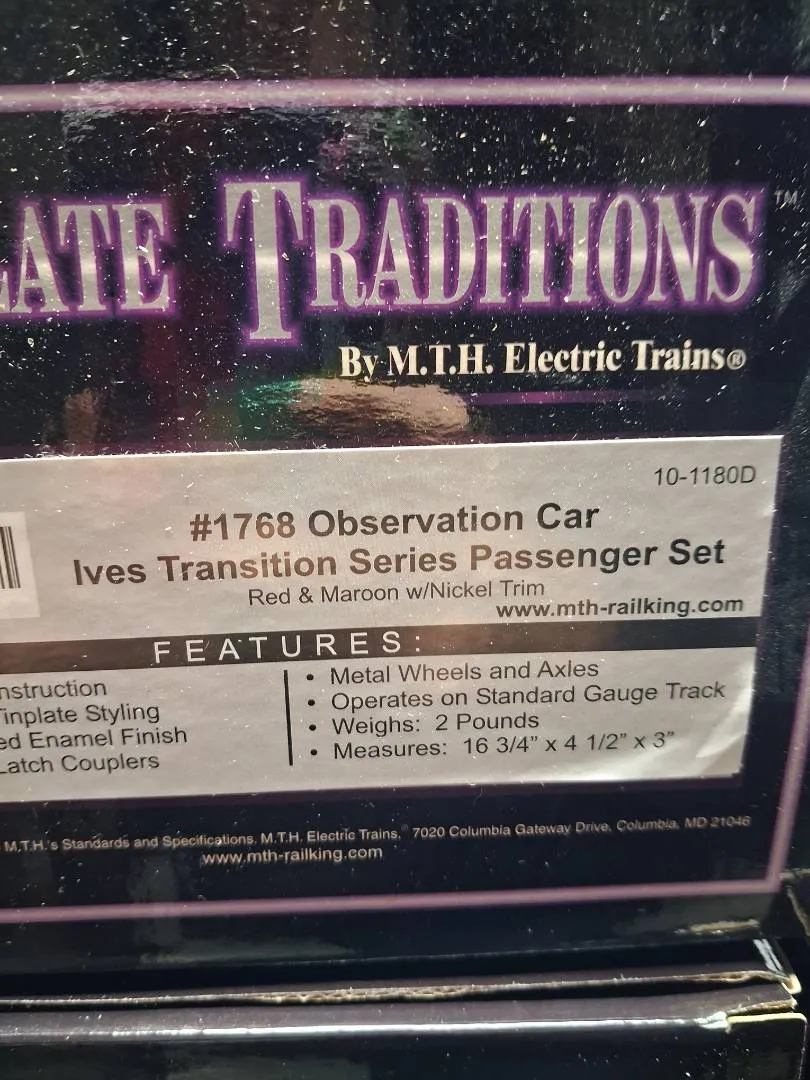 LATE TRADITIONS™
By M.T.H. Electric Trains®
10-1180D
#1768 Observation Car
Ives Transition Series Passenger Set
Red & Maroon w/Nickel Trim
www.mth-railking.com
FEATURES:
nstruction
inplate Styling
ed Enamel Finish
Latch Couplers
• Metal Wheels and Axles
• Operates on Standard Gauge Track
• Weighs: 2 Pounds
• Measures: 16 3/4" x 4 1/2" x 3"
M.T.H.'s Standards and Specifications. M.T.H. Electric Trains,® 7020 Columbia Gateway Drive, Columbia, MD 21046
www.mth-railking.com